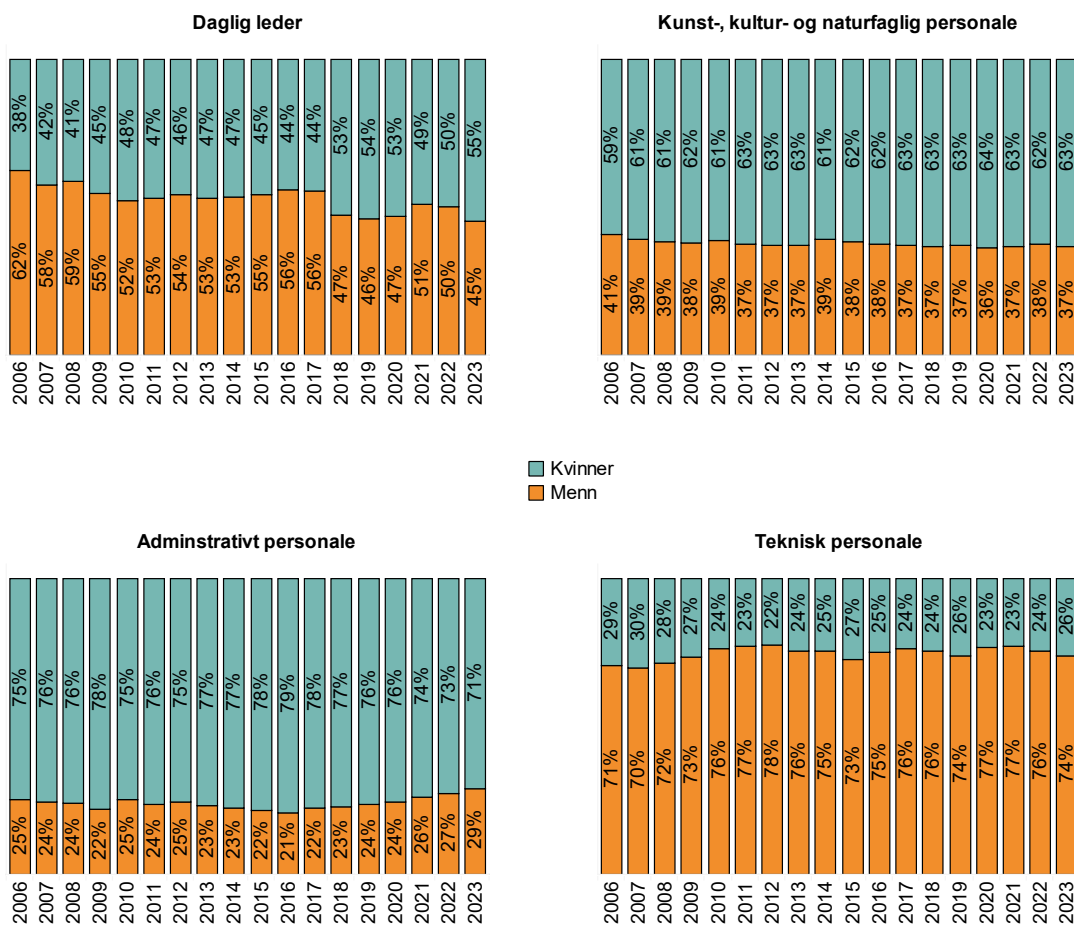 Daglig leder
38% 42% 41% 45% 48% 47% 46% 47% 47% 45% 44% 44% 53% 54% 53% 49% 50% 55%
62% 58% 59% 55% 52% 53% 54% 53% 53% 55% 56% 56% 47% 46% 47% 51% 50% 45%
2006 2007 2008 2009 2010 2011 2012 2013 2014 2015 2016 2017 2018 2019 2020 2021 2022 2023
Kunst-, kultur- og naturfaglig personale
59% 61% 61% 62% 61% 63% 63% 63% 61% 62% 62% 63% 63% 63% 64% 63% 62% 63%
41% 39% 39% 38% 39% 37% 37% 37% 39% 38% 38% 37% 37% 37% 36% 37% 38% 37%
2006 2007 2008 2009 2010 2011 2012 2013 2014 2015 2016 2017 2018 2019 2020 2021 2022 2023
Kvinner
Menn
Adminstrativt personale
75% 76% 76% 78% 75% 76% 75% 77% 77% 78% 79% 78% 77% 76% 76% 74% 73% 71%
25% 24% 24% 22% 25% 24% 25% 23% 23% 22% 21% 22% 23% 24% 24% 26% 27% 29%
2006 2007 2008 2009 2010 2011 2012 2013 2014 2015 2016 2017 2018 2019 2020 2021 2022 2023
Teknisk personale
29% 30% 28% 27% 24% 23% 22% 24% 25% 27% 25% 24% 24% 26% 23% 23% 24% 26%
71% 70% 72% 73% 76% 77% 78% 76% 75% 73% 75% 76% 76% 74% 77% 77% 76% 74%
2006 2007 2008 2009 2010 2011 2012 2013 2014 2015 2016 2017 2018 2019 2020 2021 2022 2023